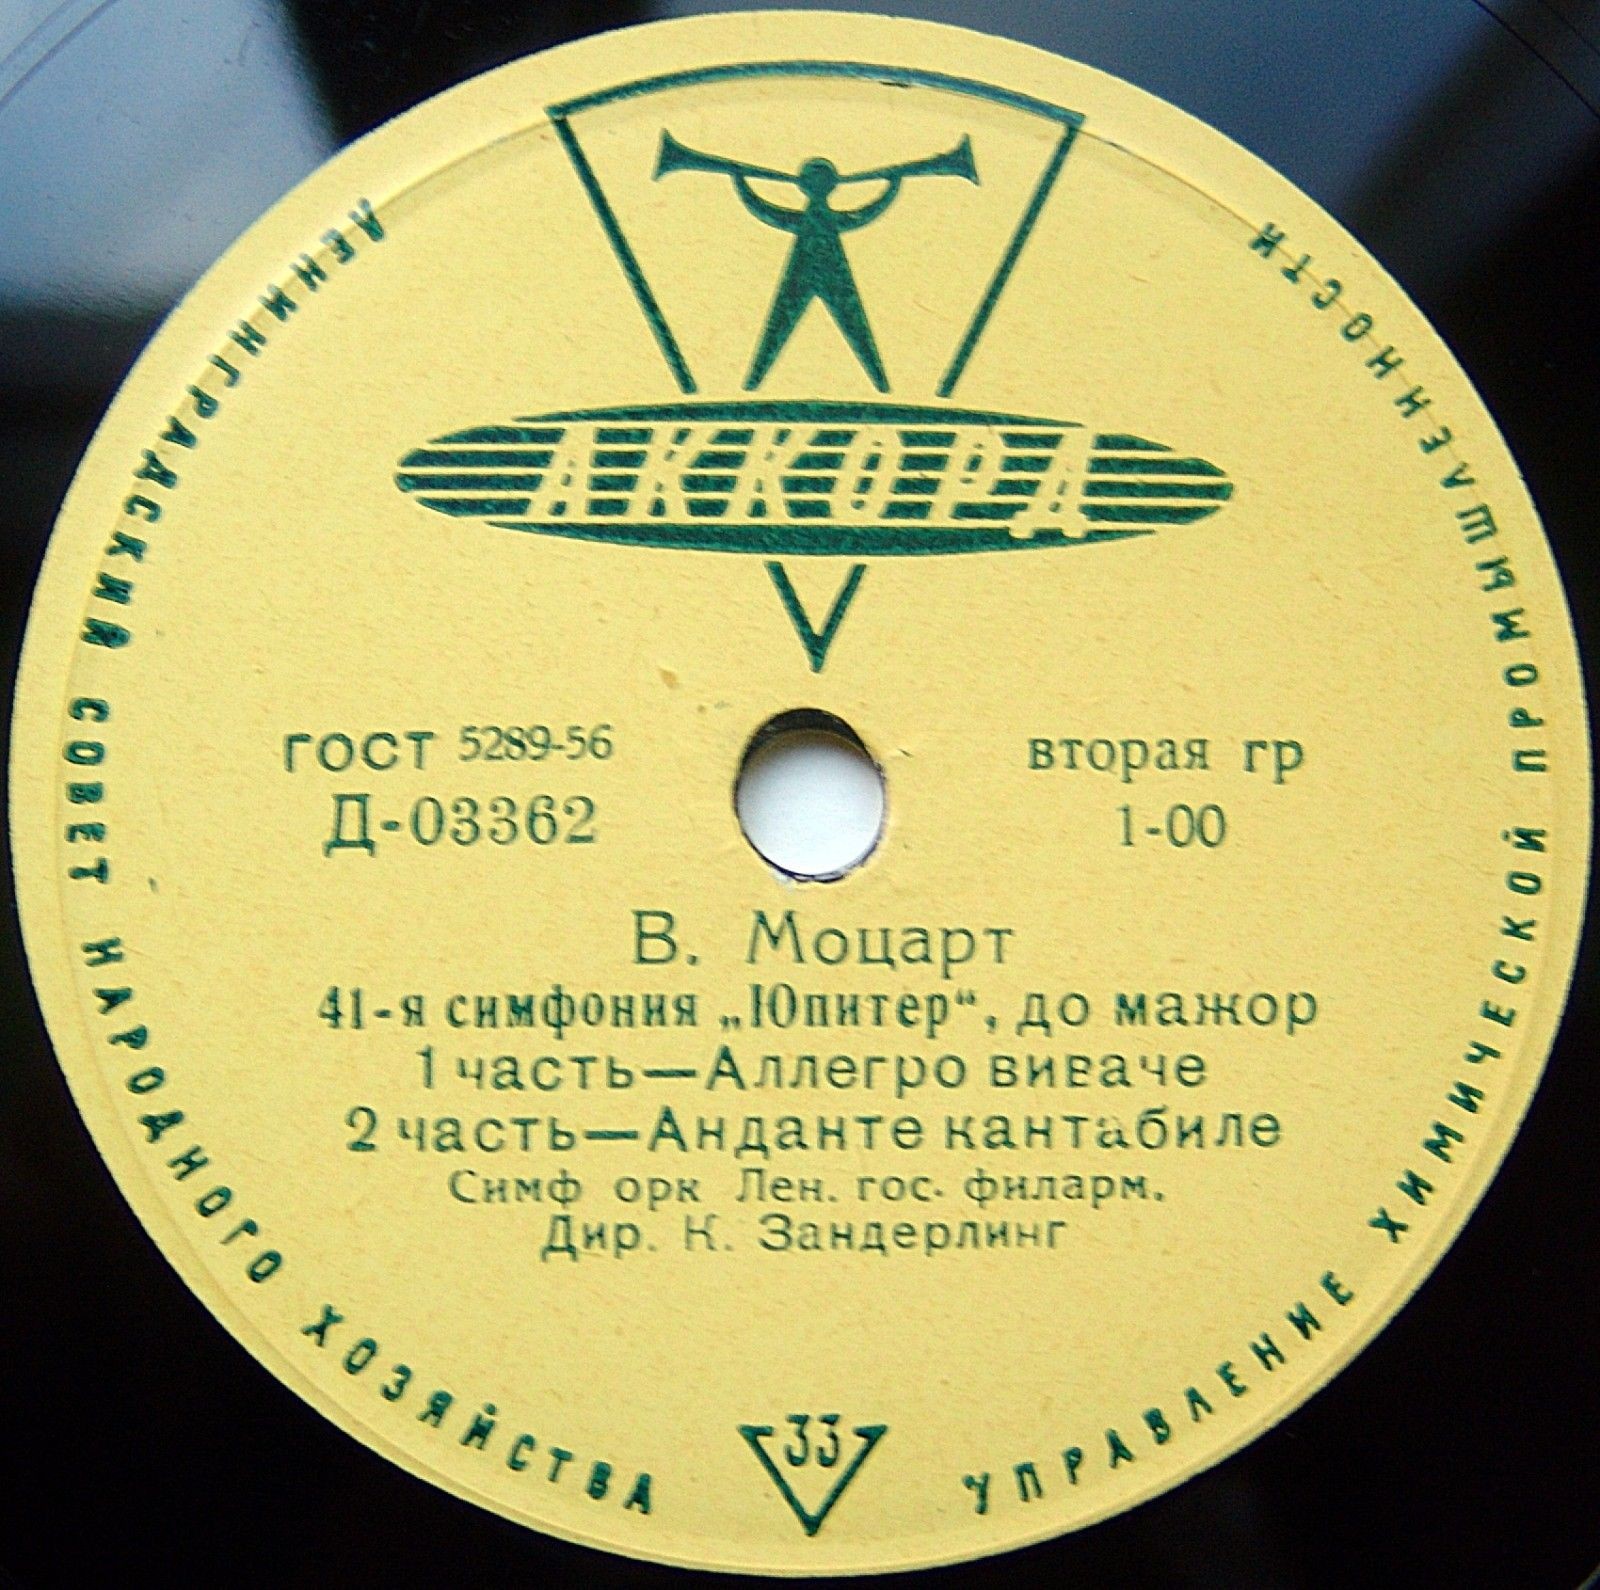 АККОРД
ЛЕНИНГРАДСКИЙ СОВЕТ НАРОДНОГО ХОЗЯЙСТВА
УПРАВЛЕНИЕ ХИМИЧЕСКОЙ ПРОМЫШЛЕННОСТИ
ГОСТ 5289-56
вторая гр
Д-03362
1-00
В. Моцарт
41-я симфония „Юпитер“, до мажор
1 часть—Аллегро виваче
2 часть—Анданте кантабиле
Симф орк Лен. гос. филарм.
Дир. К. Зандерлинг
33